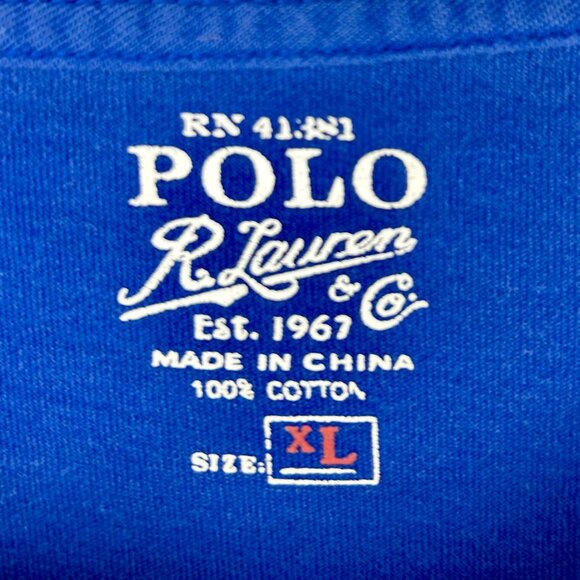 RN 41381
POLO
R. Lauren
& Co.
Est. 1967
MADE IN CHINA
100% COTTON
SIZE: XL